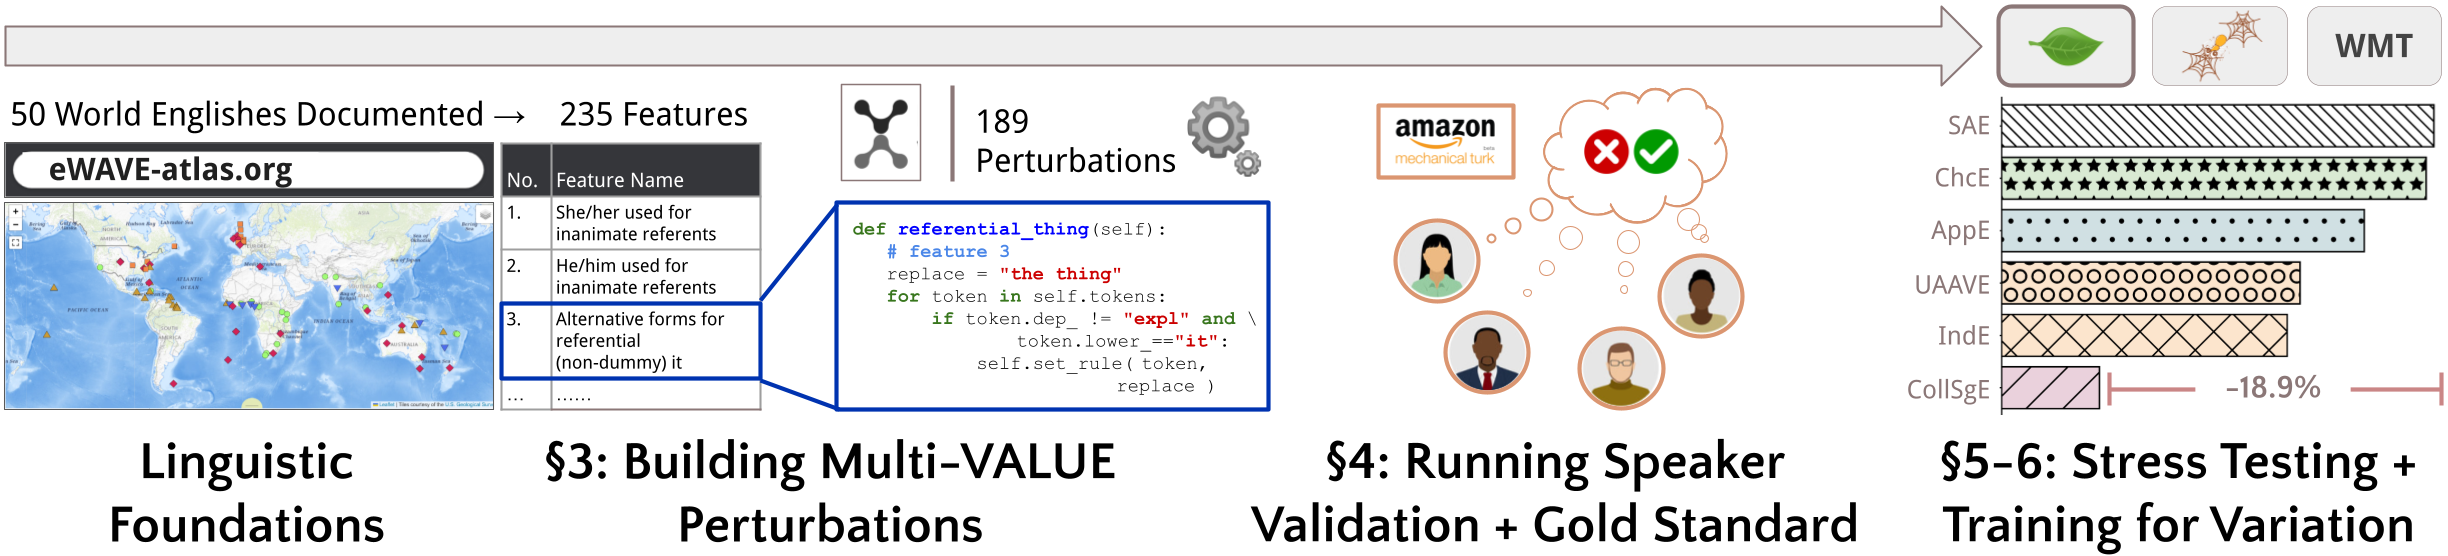 WMT
50 World Englishes Documented → 235 Features
eWAVE-atlas.org
No. Feature Name
1. She/her used for
inanimate referents
2. He/him used for
inanimate referents
3. Alternative forms for
referential
(non-dummy) it
... ......
189
Perturbations
def referential_thing(self):
# feature 3
replace = "the thing"
for token in self.tokens:
if token.dep_ != "expl" and \
token.lower_=="it":
self.set_rule( token,
replace )
amazon
beta
mechanical turk
SAE
ChcE
AppE
UAAVE
IndE
CollSgE
-18.9%
Linguistic
Foundations
§3: Building Multi-VALUE
Perturbations
§4: Running Speaker
Validation + Gold Standard
§5-6: Stress Testing +
Training for Variation